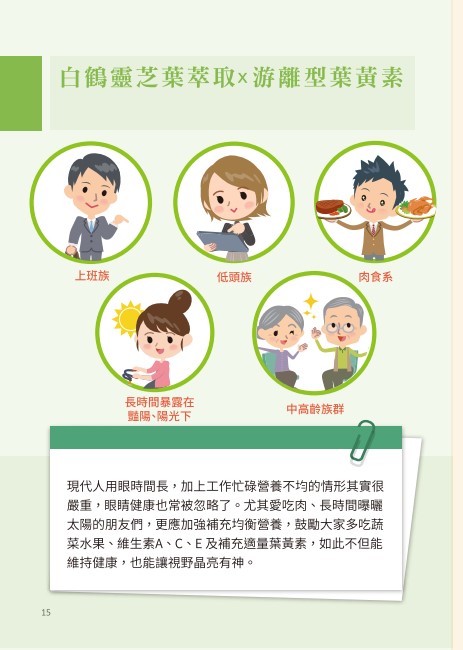 白鶴靈芝葉萃取x游離型葉黃素
上班族
低頭族
肉食系
長時間暴露在
豔陽、陽光下
中高齡族群
現代人用眼時間長，加上工作忙碌營養不均的情形其實很
嚴重，眼睛健康也常被忽略了。尤其愛吃肉、長時間曝曬
太陽的朋友們，更應加強補充均衡營養，鼓勵大家多吃蔬
菜水果、維生素A、C、E 及補充適量葉黃素，如此不但能
維持健康，也能讓視野晶亮有神。
15